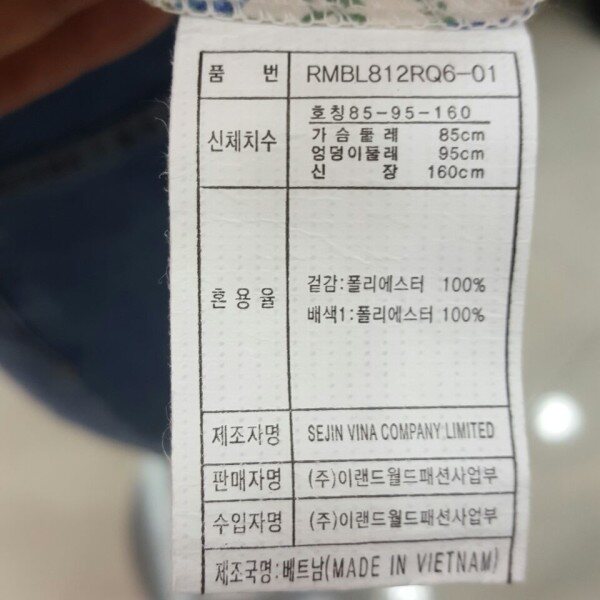 품 번 RMBL812RQ6-01
신체치수
호칭85-95-160
가슴둘레 85cm
엉덩이둘레 95cm
신 장 160cm
혼용율
겉감:폴리에스터 100%
배색1:폴리에스터 100%
제조자명 SEJIN VINA COMPANY.LIMITED
판매자명 (주)이랜드월드패션사업부
수입자명 (주)이랜드월드패션사업부
제조국명:베트남(MADE IN VIETNAM)